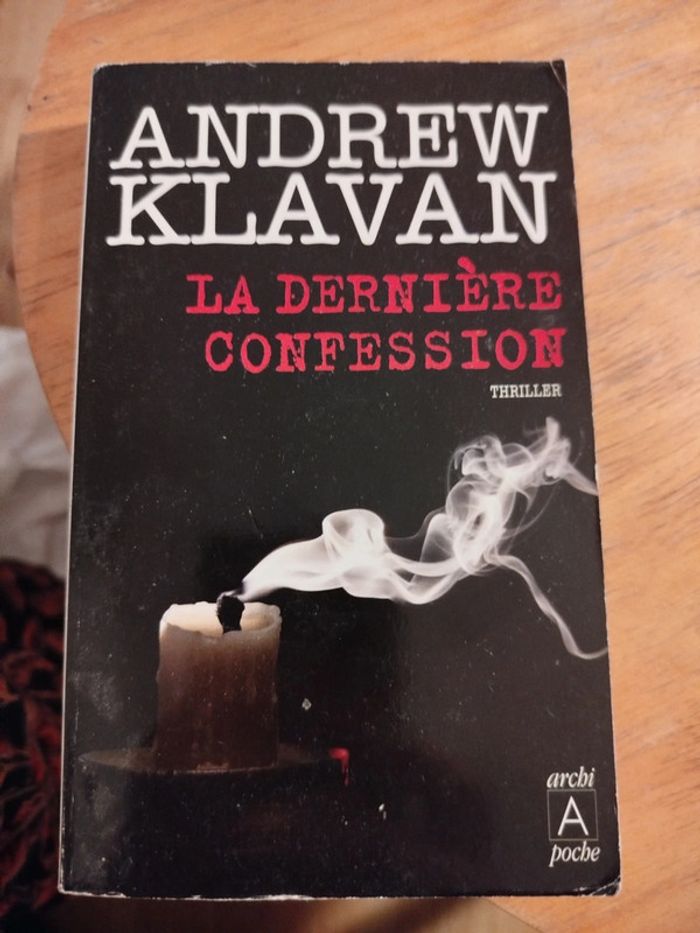 ANDREW
KLAVAN
LA DERNIÈRE
CONFESSION
THRILLER
archi
A
poche